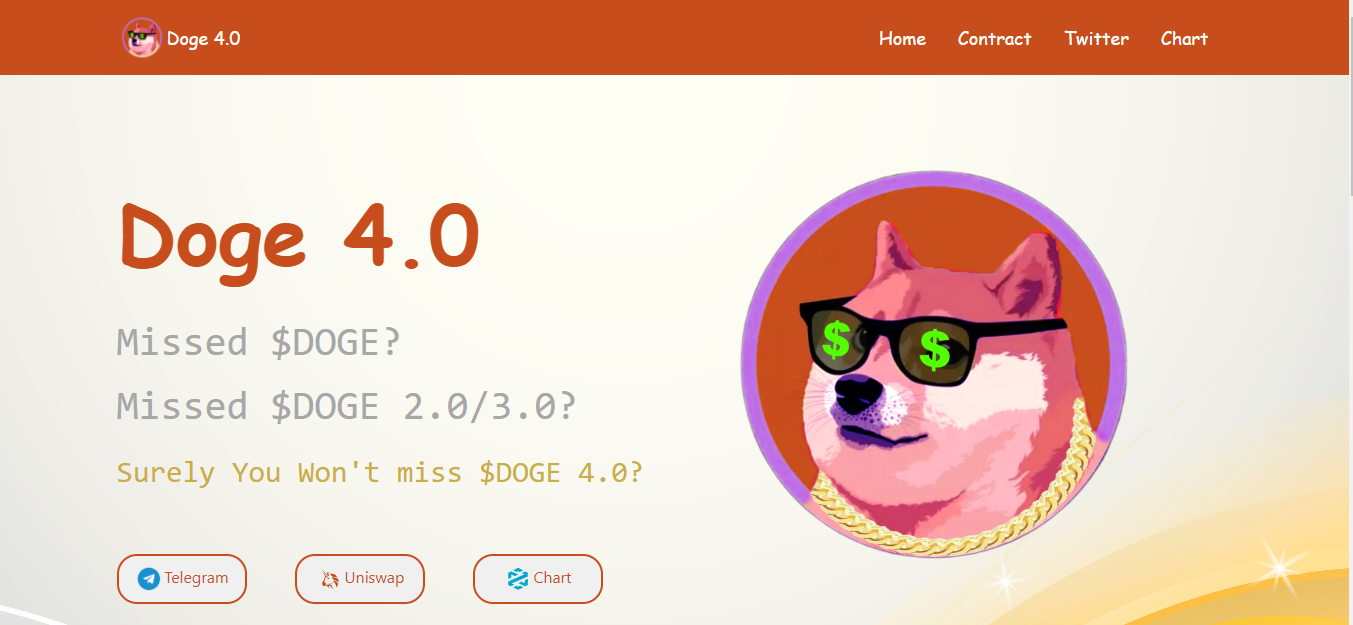 Doge 4.0
Home Contract Twitter Chart
Doge 4.0
Missed $DOGE?
Missed $DOGE 2.0/3.0?
Surely You Won't miss $DOGE 4.0?
$ $
Telegram Uniswap Chart